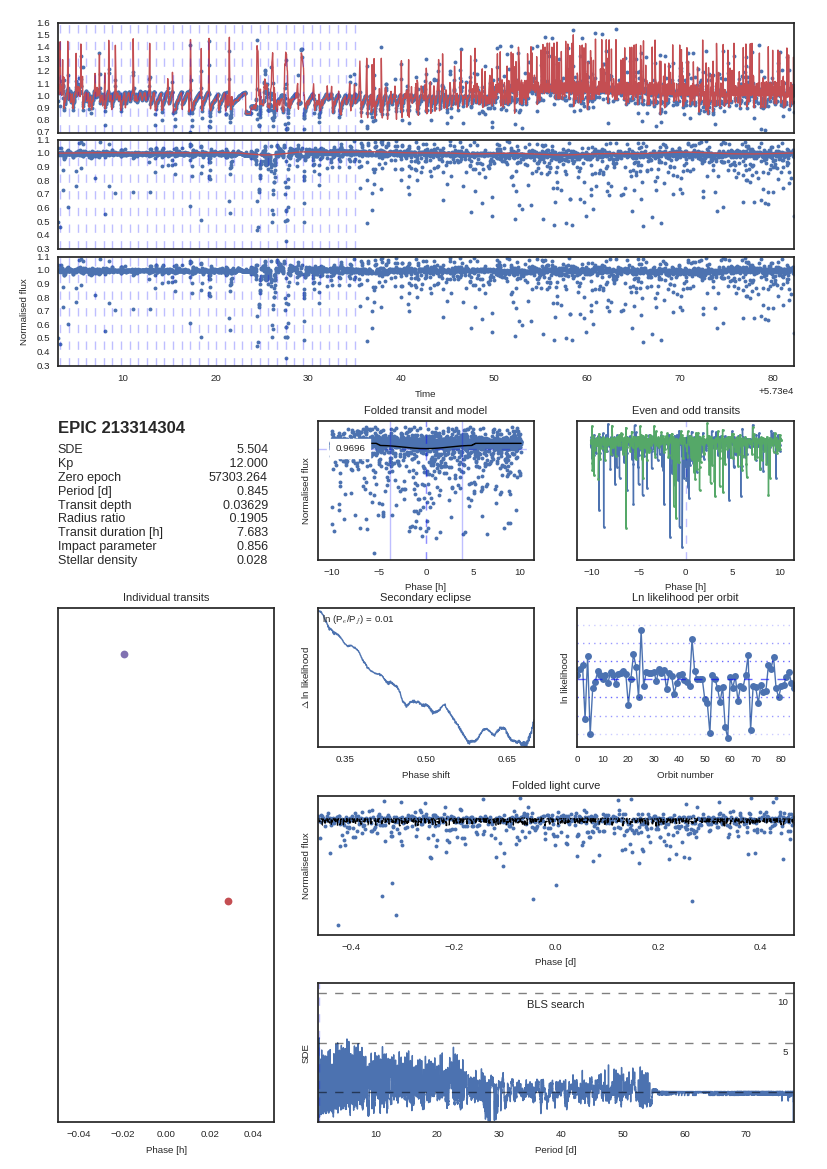 1.6
1.5
1.4
1.3
1.2
1.1
1.0
0.9
0.8
0.7
1.1
1.0
0.9
0.8
0.7
0.6
0.5
0.4
0.3
1.1
1.0
0.9
0.8
0.7
0.6
0.5
0.4
0.3
Normalised flux
10 20 30 40 50 60 70 80
Time
+5.73e4
EPIC 213314304
SDE 5.504
Kp 12.000
Zero epoch 57303.264
Period [d] 0.845
Transit depth 0.03629
Radius ratio 0.1905
Transit duration [h] 7.683
Impact parameter 0.856
Stellar density 0.028
Folded transit and model
Normalised flux
0.9696
−10 −5 0 5 10
Phase [h]
Even and odd transits
−10 −5 0 5 10
Phase [h]
Individual transits
−0.04 −0.02 0.00 0.02 0.04
Phase [h]
Secondary eclipse
Δ ln likelihood
0.35 0.50 0.65
Phase shift
Ln likelihood per orbit
ln likelihood
0 10 20 30 40 50 60 70 80
Orbit number
Folded light curve
Normalised flux
−0.4 −0.2 0.0 0.2 0.4
Phase [d]
BLS search
SDE
10
5
10 20 30 40 50 60 70
Period [d]